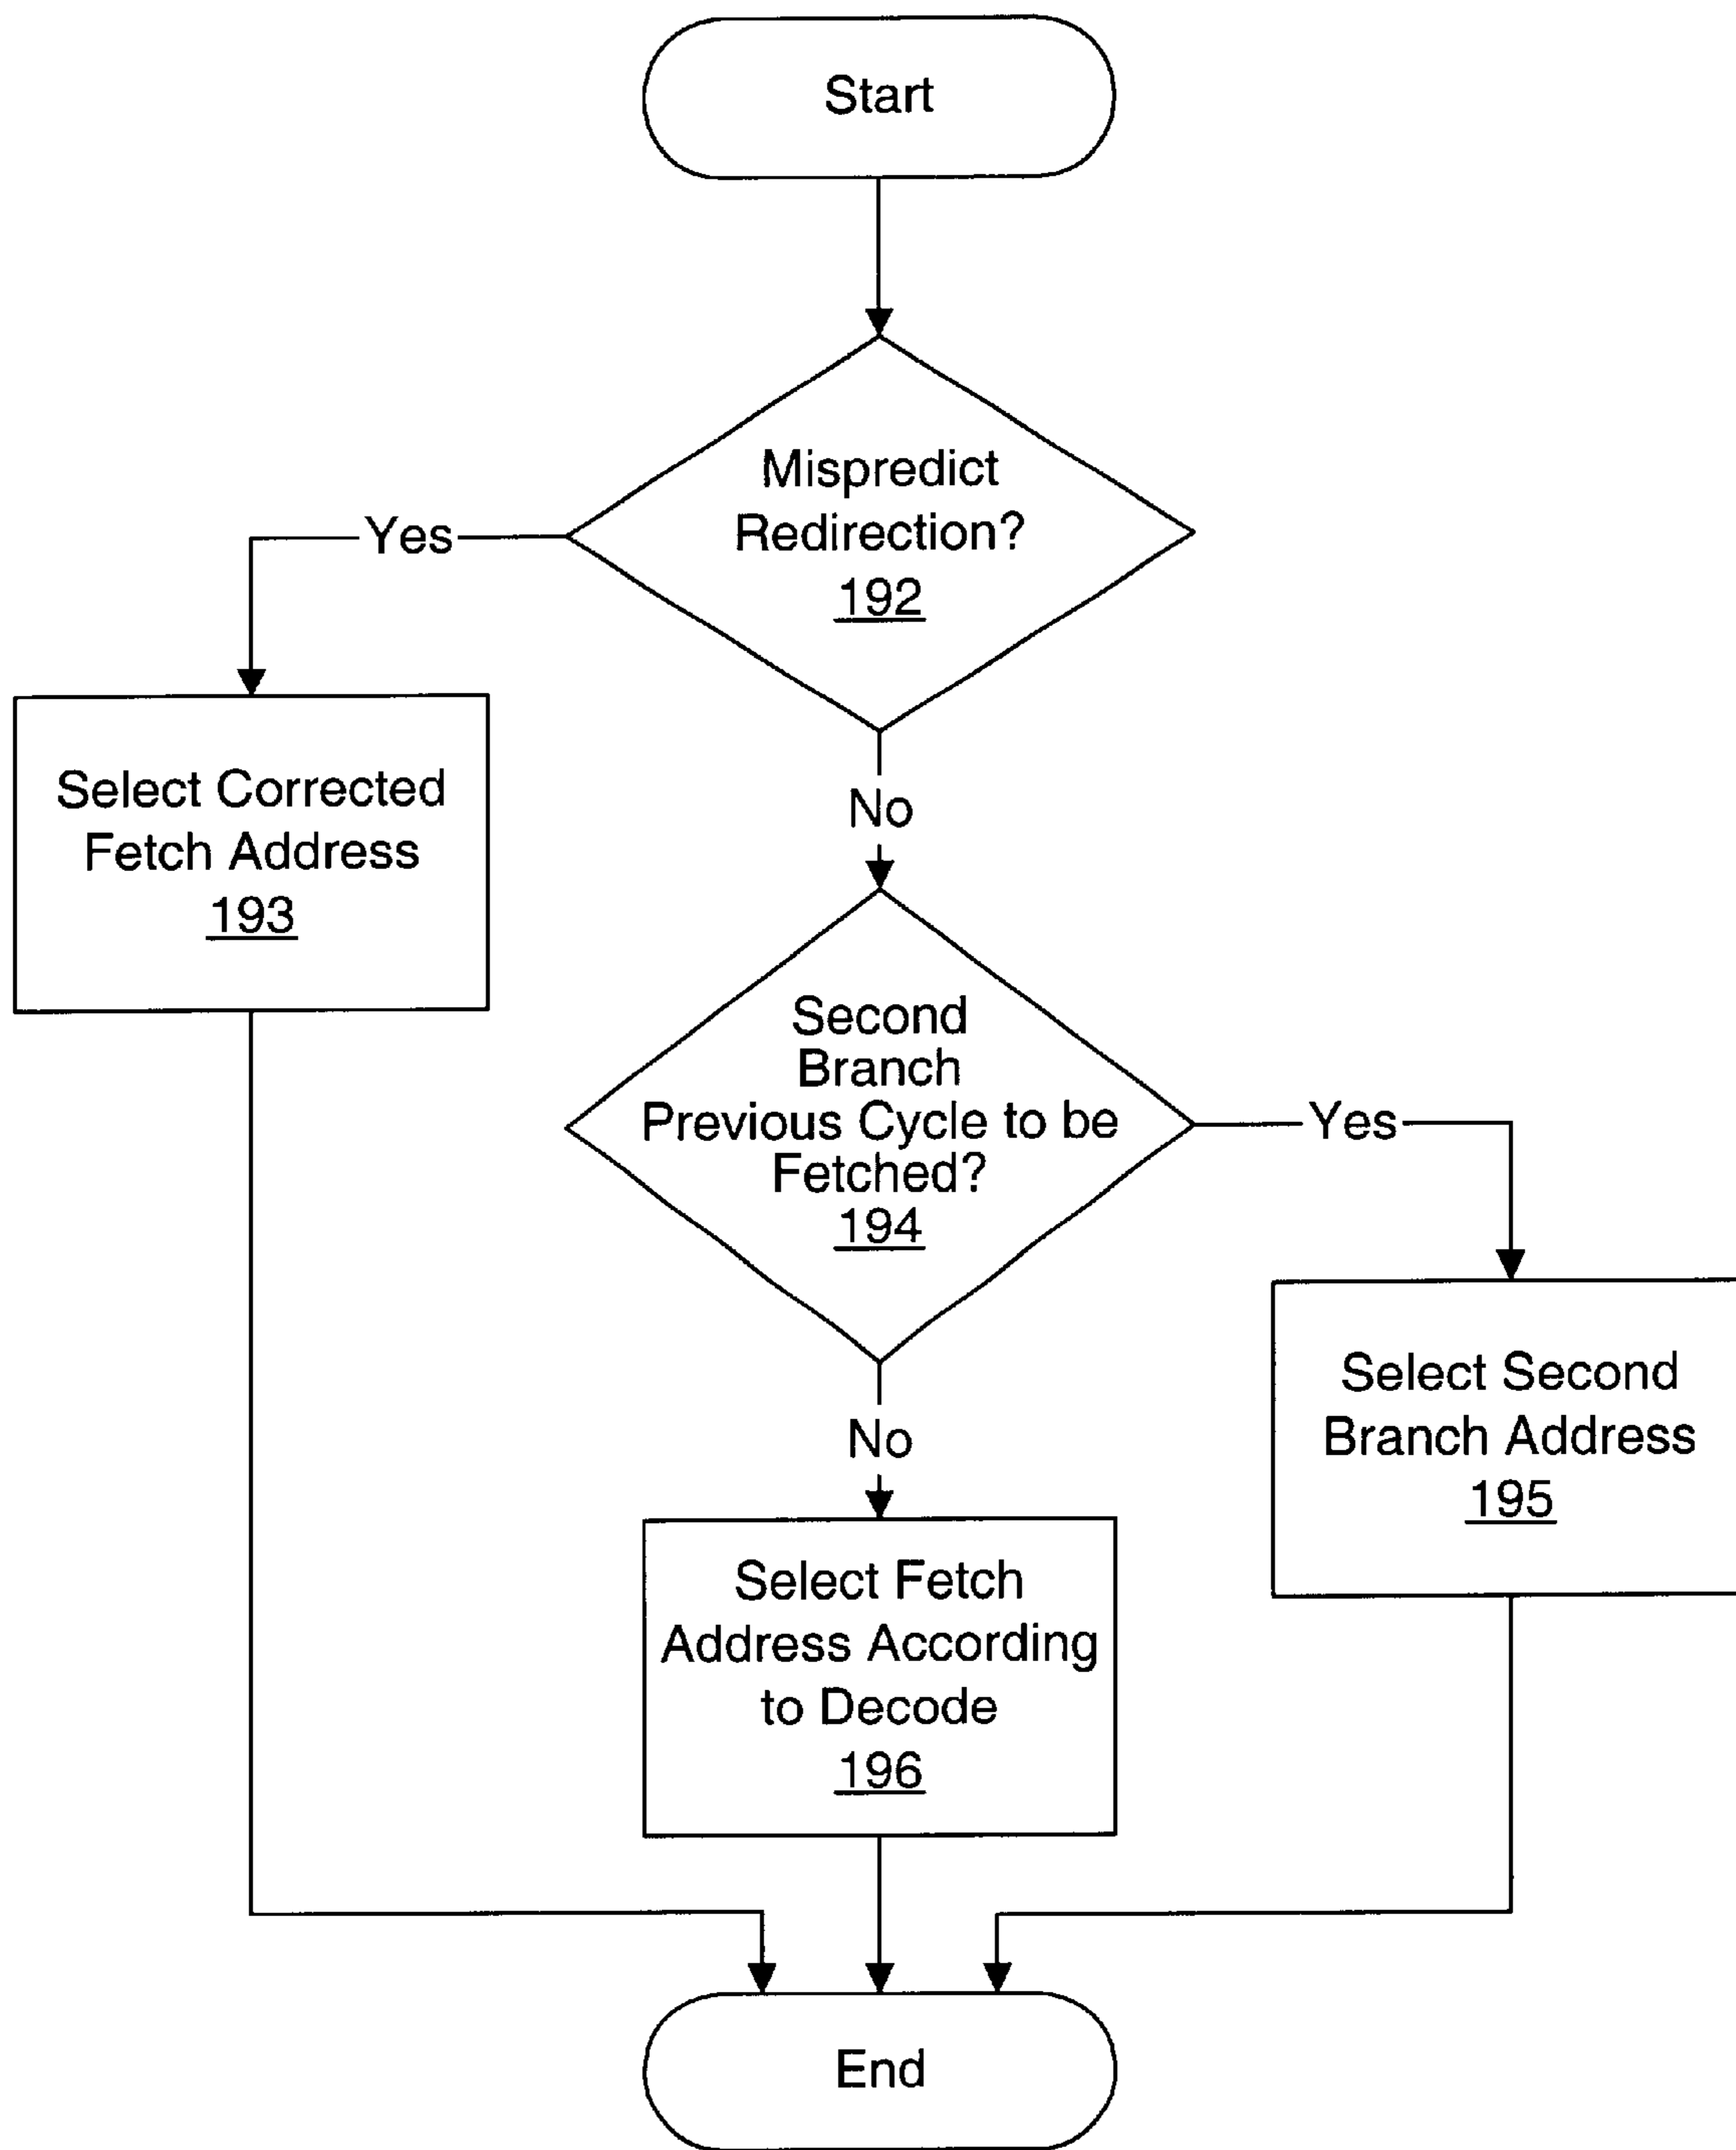 Start
Mispredict
Redirection?
192
Yes
Select Corrected
Fetch Address
193
No
Second
Branch
Previous Cycle to be
Fetched?
194
Yes
Select Second
Branch Address
195
No
Select Fetch
Address According
to Decode
196
End